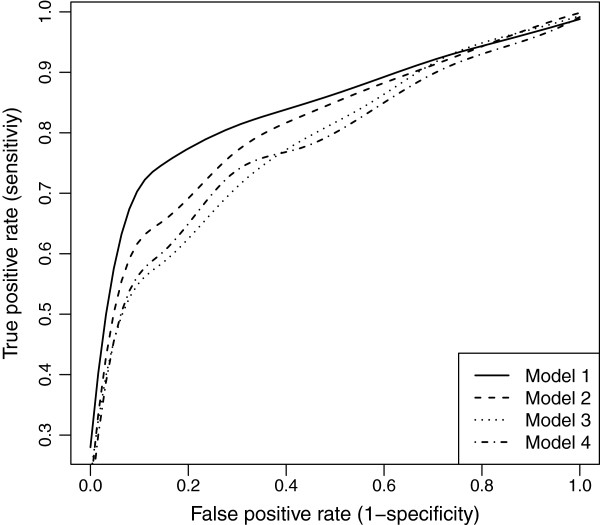 True positive rate (sensitiviy)
1.0
0.9
0.8
0.7
0.6
0.5
0.4
0.3
Model 1
Model 2
Model 3
Model 4
0.0 0.2 0.4 0.6 0.8 1.0
False positive rate (1−specificity)